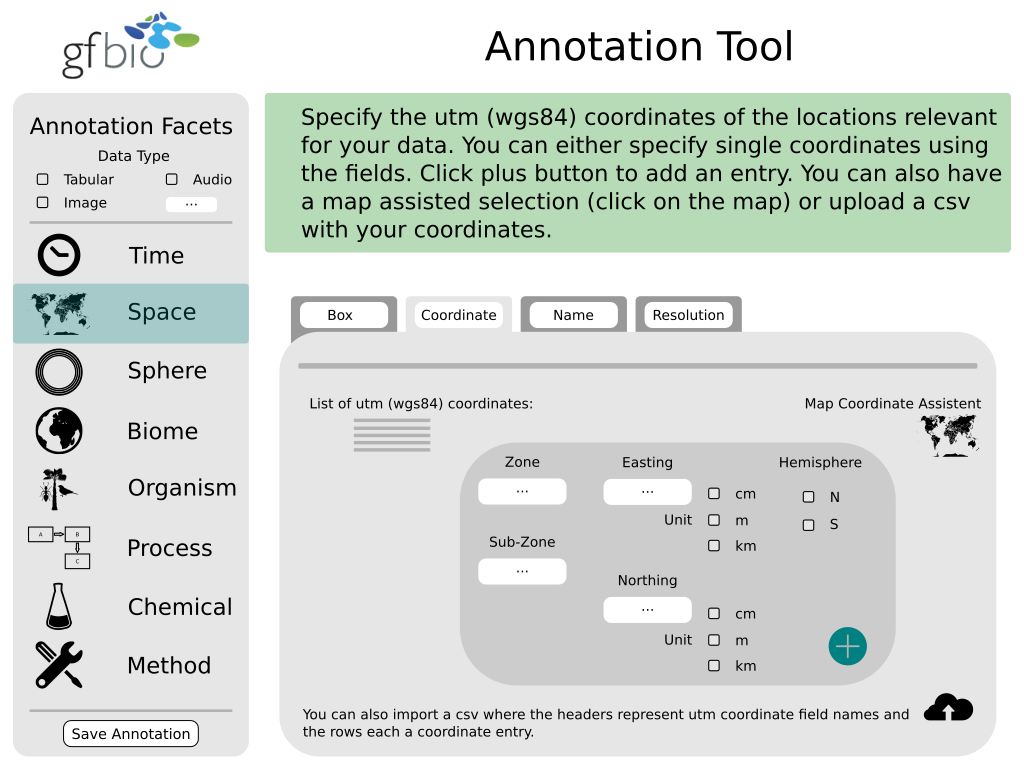 gfbio
Annotation Tool
Annotation Facets
Data Type
Tabular
Audio
Image
...
Time
Space
Sphere
Biome
Organism
A
B
C
Process
Chemical
Method
Save Annotation
Specify the utm (wgs84) coordinates of the locations relevant
for your data. You can either specify single coordinates using
the fields. Click plus button to add an entry. You can also have
a map assisted selection (click on the map) or upload a csv
with your coordinates.
Box
Coordinate
Name
Resolution
List of utm (wgs84) coordinates:
Map Coordinate Assistent
Zone
...
Sub-Zone
...
Easting
...
Unit
cm
m
km
Northing
...
Unit
cm
m
km
Hemisphere
N
S
You can also import a csv where the headers represent utm coordinate field names and
the rows each a coordinate entry.